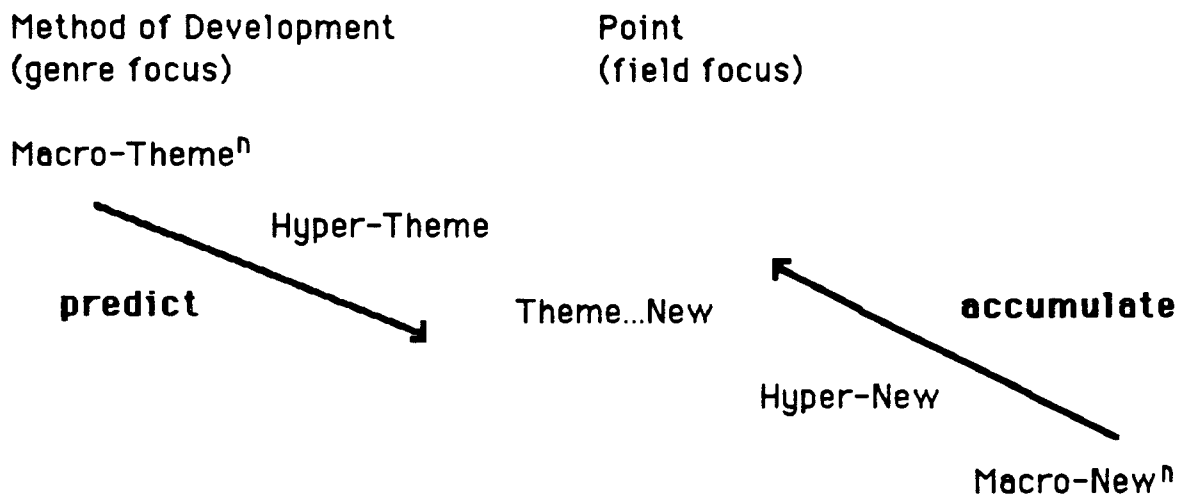 Method of Development
(genre focus)
Point
(field focus)
Macro-Themeⁿ
Hyper-Theme
predict
Theme...New
accumulate
Hyper-New
Macro-Newⁿ